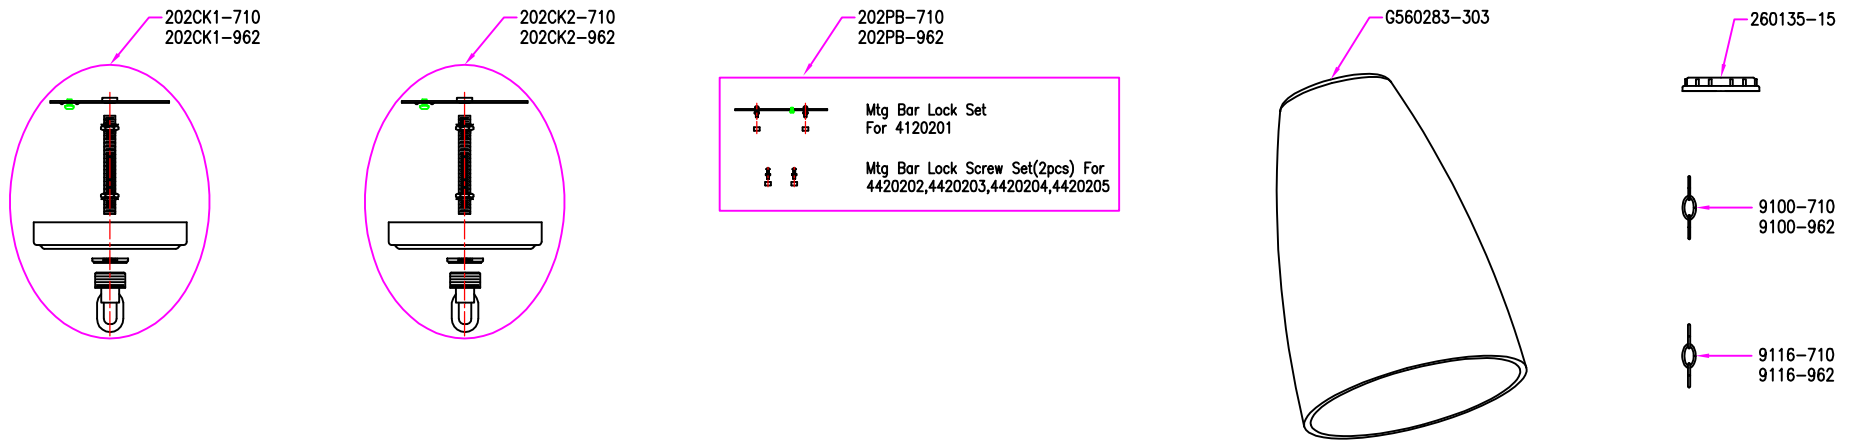 202CK1-710
202CK1-962
202CK2-710
202CK2-962
202PB-710
202PB-962
Mtg Bar Lock Set
For 4120201
Mtg Bar Lock Screw Set(2pcs) For
4420202,4420203,4420204,4420205
G560283-303
260135-15
9100-710
9100-962
9116-710
9116-962